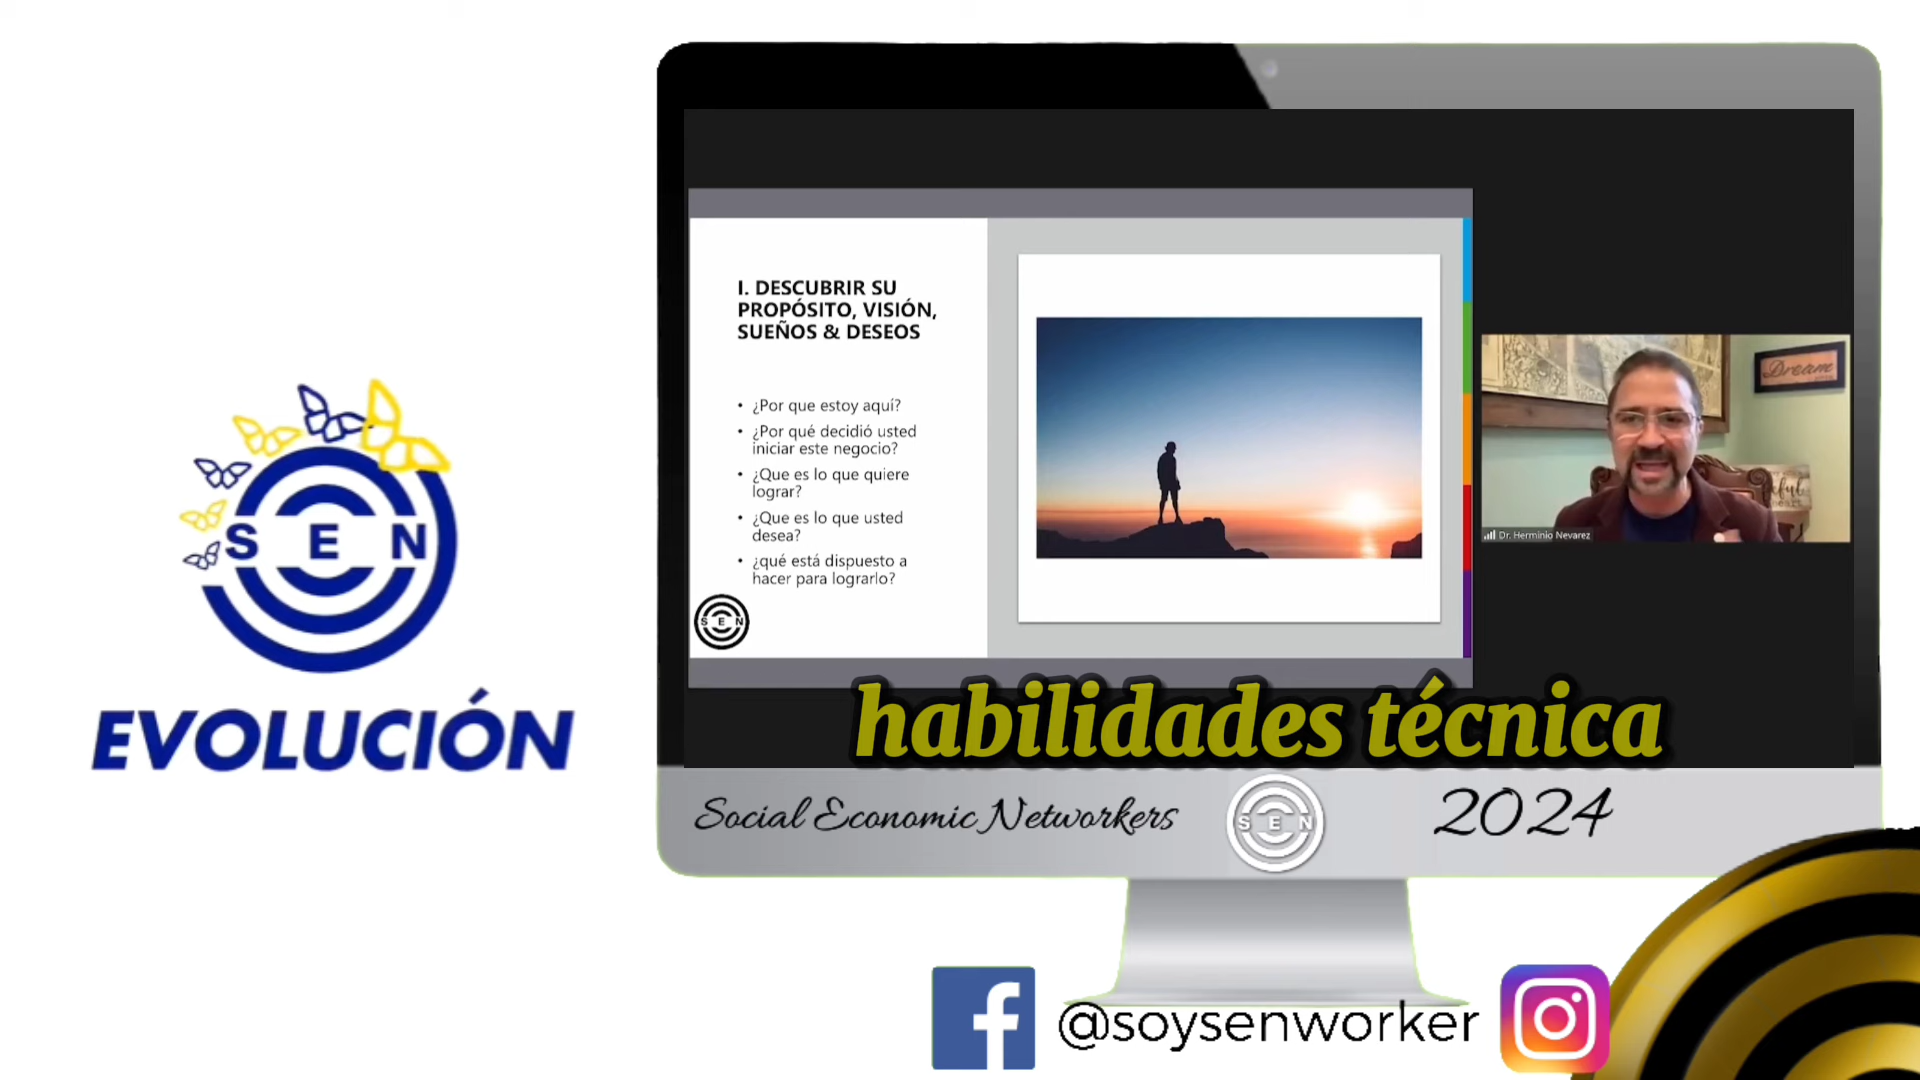 S E N
EVOLUCIÓN
I. DESCUBRIR SU
PROPÓSITO, VISIÓN,
SUEÑOS & DESEOS
• ¿Por que estoy aquí?
• ¿Por qué decidió usted
iniciar este negocio?
• ¿Que es lo que quiere
lograr?
• ¿Que es lo que usted
desea?
• ¿qué está dispuesto a
hacer para lograrlo?
S E N
Dream
Dr. Herminio Nevarez
habilidades técnica
Social Economic Networkers
S E N
2024
@soysenworker